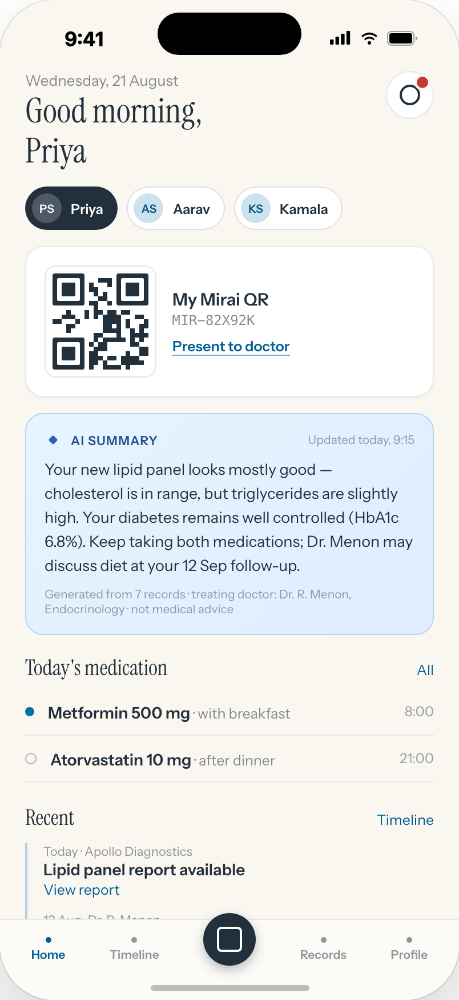 9:41
Wednesday, 21 August
Good morning,
Priya
PS Priya
AS Aarav
KS Kamala
My Mirai QR
MIR–82X92K
Present to doctor
AI SUMMARY
Updated today, 9:15
Your new lipid panel looks mostly good —
cholesterol is in range, but triglycerides are slightly
high. Your diabetes remains well controlled (HbA1c
6.8%). Keep taking both medications; Dr. Menon may
discuss diet at your 12 Sep follow-up.
Generated from 7 records · treating doctor: Dr. R. Menon,
Endocrinology · not medical advice
Today's medication
All
Metformin 500 mg · with breakfast 8:00
Atorvastatin 10 mg · after dinner 21:00
Recent
Timeline
Today · Apollo Diagnostics
Lipid panel report available
View report
12 Aug · Dr. R. Menon
Home
Timeline
Records
Profile